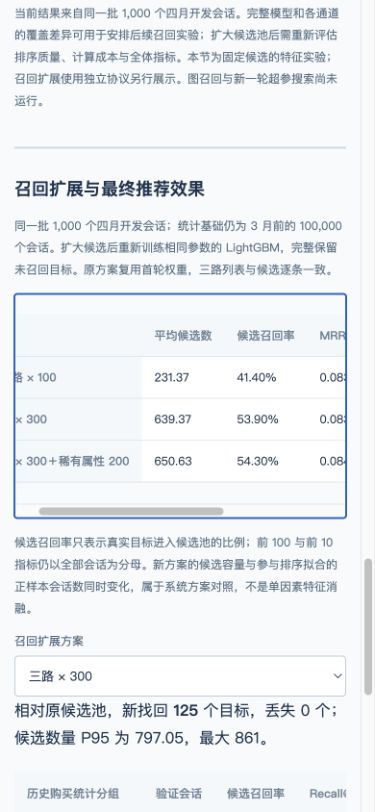 当前结果来自同一批 1,000 个四月开发会话。完整模型和各通道
的覆盖差异可用于安排后续召回实验；扩大候选池后需重新评估
排序质量、计算成本与全体指标。本节为固定候选的特征实验；
召回扩展使用独立协议另行展示。图召回与新一轮超参搜索尚未
运行。
召回扩展与最终推荐效果
同一批 1,000 个四月开发会话；统计基础仍为 3 月前的 100,000
个会话。扩大候选后重新训练相同参数的 LightGBM，完整保留
未召回目标。原方案复用首轮权重，三路列表与候选逐条一致。
平均候选数 候选召回率 MRR
路 × 100 231.37 41.40% 0.08
× 300 639.37 53.90% 0.08
× 300＋稀有属性 200 650.63 54.30% 0.08
候选召回率只表示真实目标进入候选池的比例；前 100 与前 10
指标仍以全部会话为分母。新方案的候选容量与参与排序拟合的
正样本会话数同时变化，属于系统方案对照，不是单因素特征消
融。
召回扩展方案
三路 × 300
相对原候选池，新找回 125 个目标，丢失 0 个；
候选数量 P95 为 797.05，最大 861。
历史购买统计分组 验证会话 候选召回率 Recall